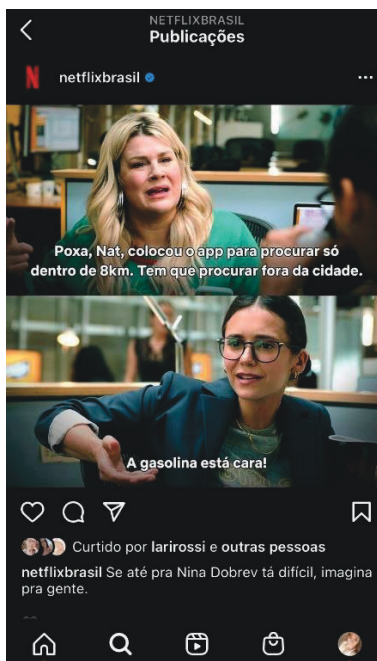 NETFLIXBRASIL
Publicações
netflixbrasil
Poxa, Nat, colocou o app para procurar só
dentro de 8km. Tem que procurar fora da cidade.
A gasolina está cara!
Curtido por larirossi e outras pessoas
netflixbrasil Se até pra Nina Dobrev tá difícil, imagina
pra gente.